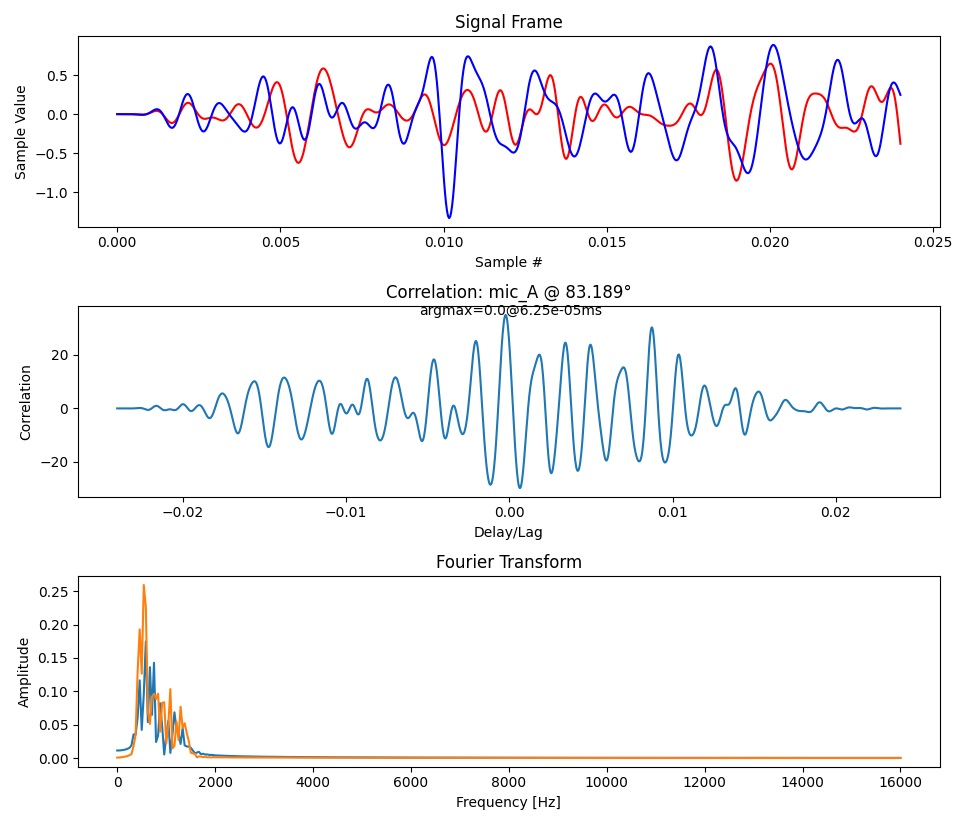 Signal Frame
Sample Value
0.5
0.0
−0.5
−1.0
0.000 0.005 0.010 0.015 0.020 0.025
Sample #
Correlation: mic_A @ 83.189°
argmax=0.0@6.25e-05ms
Correlation
20
0
−20
−0.02 −0.01 0.00 0.01 0.02
Delay/Lag
Fourier Transform
Amplitude
0.25
0.20
0.15
0.10
0.05
0.00
0 2000 4000 6000 8000 10000 12000 14000 16000
Frequency [Hz]